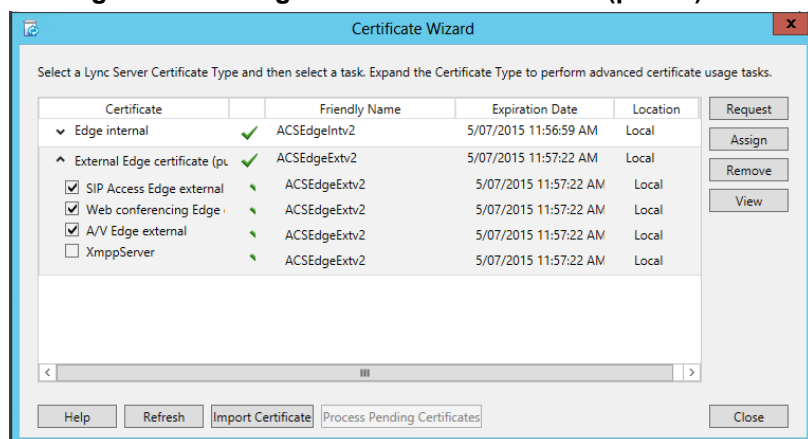 Certificate Wizard
x
Select a Lync Server Certificate Type and then select a task. Expand the Certificate Type to perform advanced certificate usage tasks.
Certificate Friendly Name Expiration Date Location Request
Edge internal ACSEdgeIntv2 5/07/2015 11:56:59 AM Local
Assign
External Edge certificate (pu ACSEdgeExtv2 5/07/2015 11:57:22 AM Local
Remove
SIP Access Edge external ACSEdgeExtv2 5/07/2015 11:57:22 AM Local
View
Web conferencing Edge ACSEdgeExtv2 5/07/2015 11:57:22 AM Local
A/V Edge external ACSEdgeExtv2 5/07/2015 11:57:22 AM Local
XmppServer ACSEdgeExtv2 5/07/2015 11:57:22 AM Local
Help Refresh Import Certificate Process Pending Certificates Close